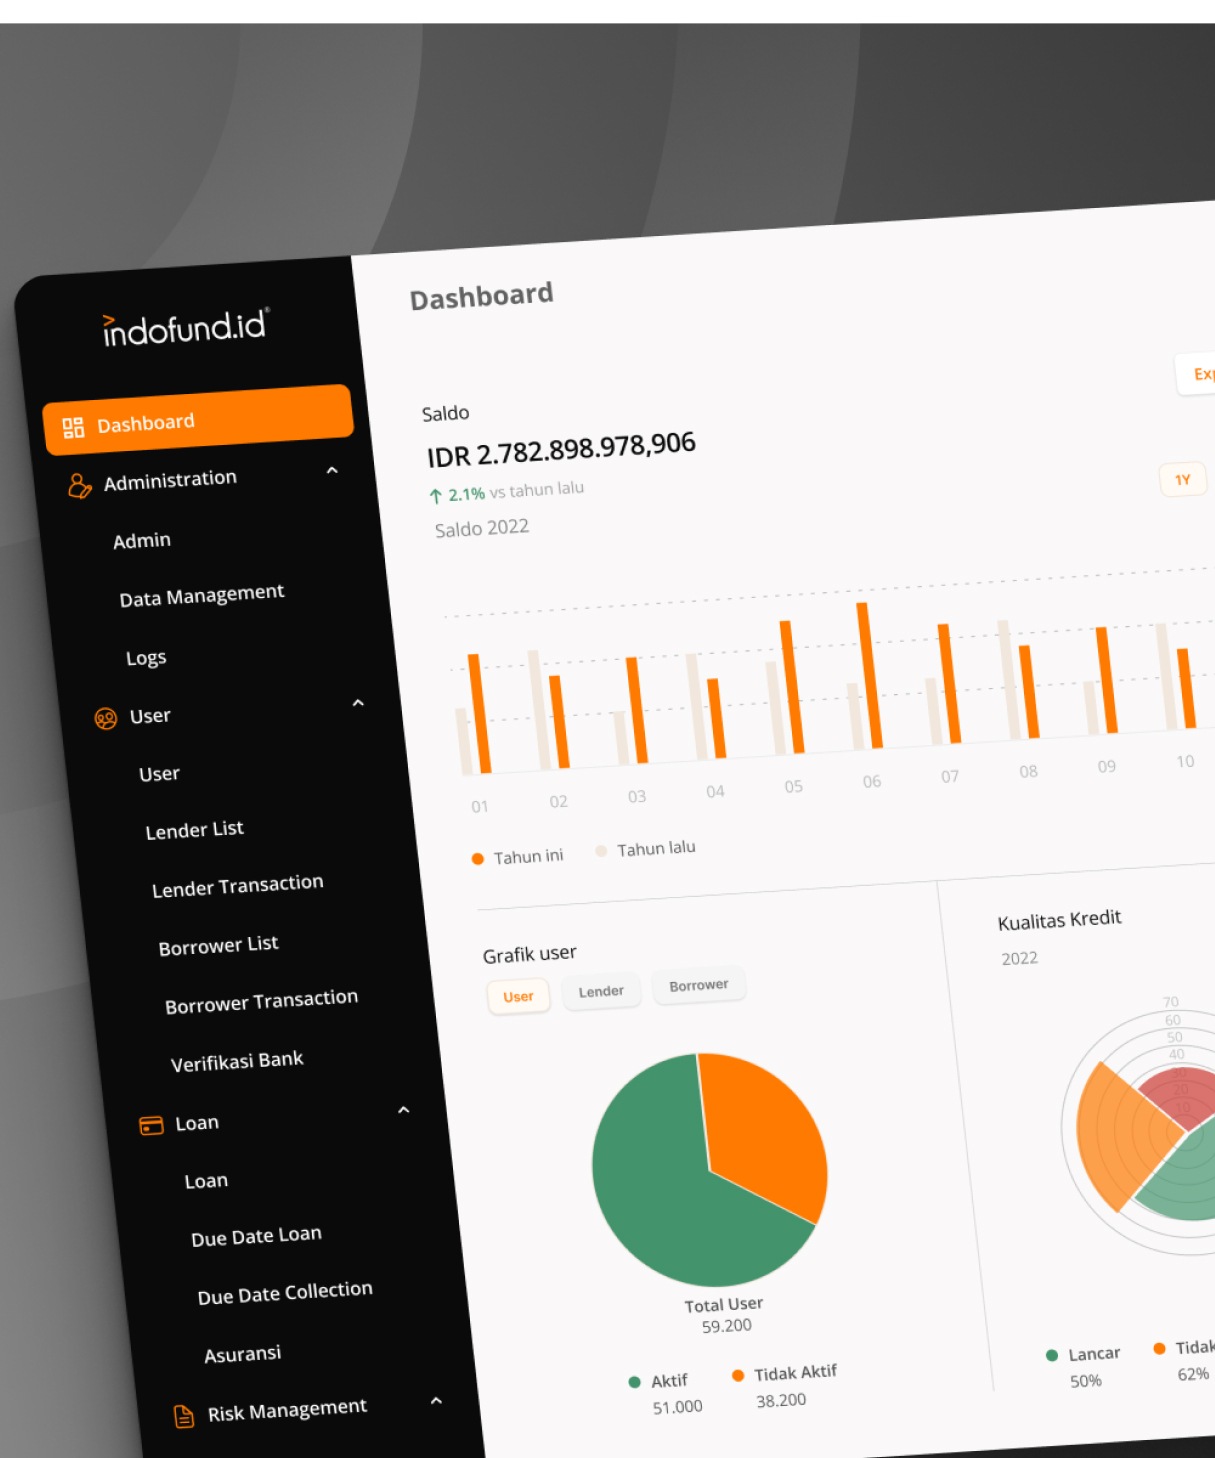 indofund.id®
Dashboard
Administration
Admin
Data Management
Logs
User
User
Lender List
Lender Transaction
Borrower List
Borrower Transaction
Verifikasi Bank
Loan
Loan
Due Date Loan
Due Date Collection
Asuransi
Risk Management
Dashboard
Exp
Saldo
IDR 2.782.898.978,906
2.1% vs tahun lalu
1Y
Saldo 2022
01 02 03 04 05 06 07 08 09 10
Tahun ini Tahun lalu
Grafik user
User Lender Borrower
Total User
59.200
Aktif Tidak Aktif
51.000 38.200
Kualitas Kredit
2022
70
60
50
40
30
20
10
Lancar Tidak
50% 62%